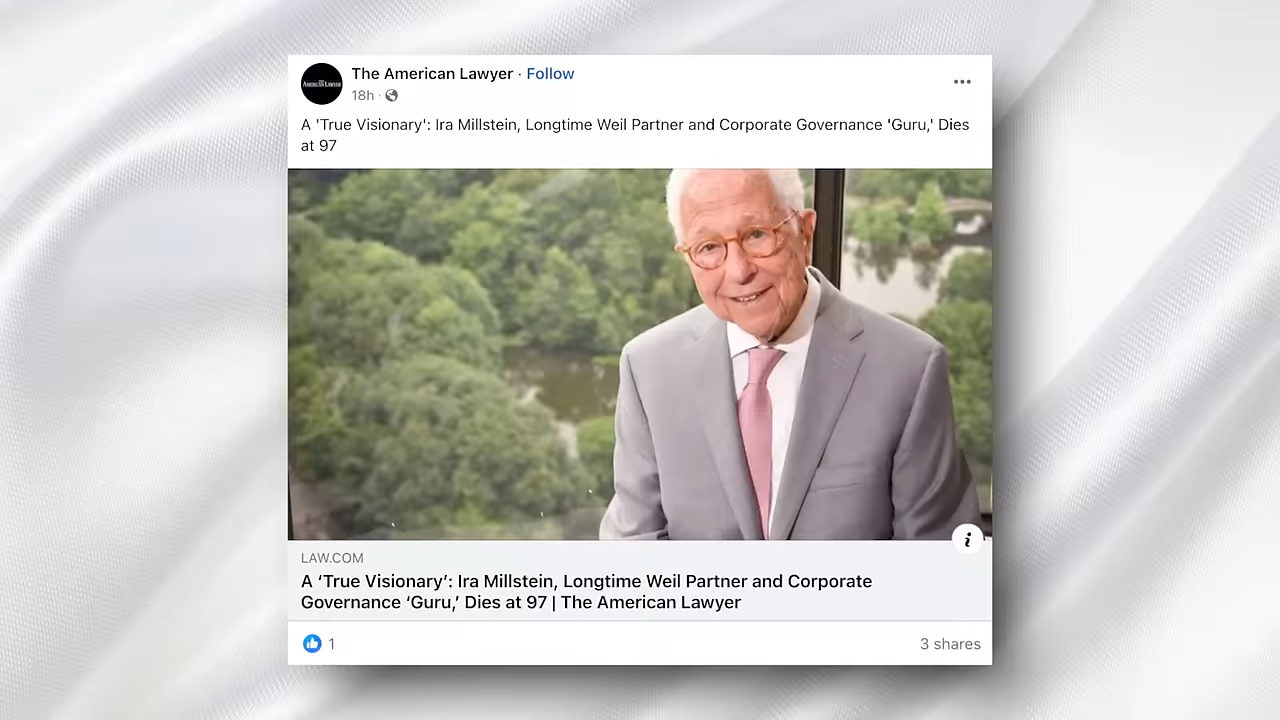 The American Lawyer · Follow
18h ·
A 'True Visionary': Ira Millstein, Longtime Weil Partner and Corporate Governance 'Guru,' Dies
at 97
AMERICAN LAWYER
LAW.COM
A ‘True Visionary’: Ira Millstein, Longtime Weil Partner and Corporate
Governance ‘Guru,’ Dies at 97 | The American Lawyer
1
3 shares